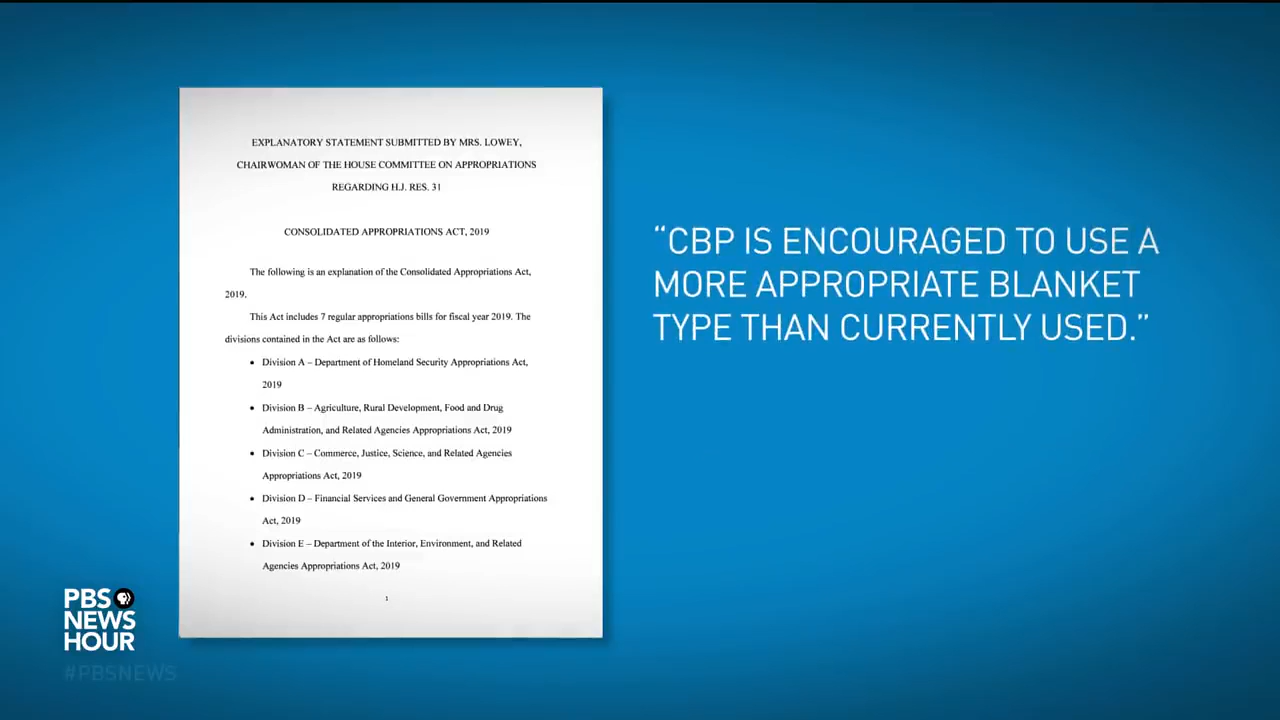 EXPLANATORY STATEMENT SUBMITTED BY MRS. LOWEY,
CHAIRWOMAN OF THE HOUSE COMMITTEE ON APPROPRIATIONS
REGARDING H.J. RES. 31
CONSOLIDATED APPROPRIATIONS ACT, 2019
The following is an explanation of the Consolidated Appropriations Act,
2019.
This Act includes 7 regular appropriations bills for fiscal year 2019. The
divisions contained in the Act are as follows:
• Division A – Department of Homeland Security Appropriations Act,
2019
• Division B – Agriculture, Rural Development, Food and Drug
Administration, and Related Agencies Appropriations Act, 2019
• Division C – Commerce, Justice, Science, and Related Agencies
Appropriations Act, 2019
• Division D – Financial Services and General Government Appropriations
Act, 2019
• Division E – Department of the Interior, Environment, and Related
Agencies Appropriations Act, 2019
1
“CBP IS ENCOURAGED TO USE A
MORE APPROPRIATE BLANKET
TYPE THAN CURRENTLY USED.”
PBS
NEWS
HOUR
#PBSNEWS